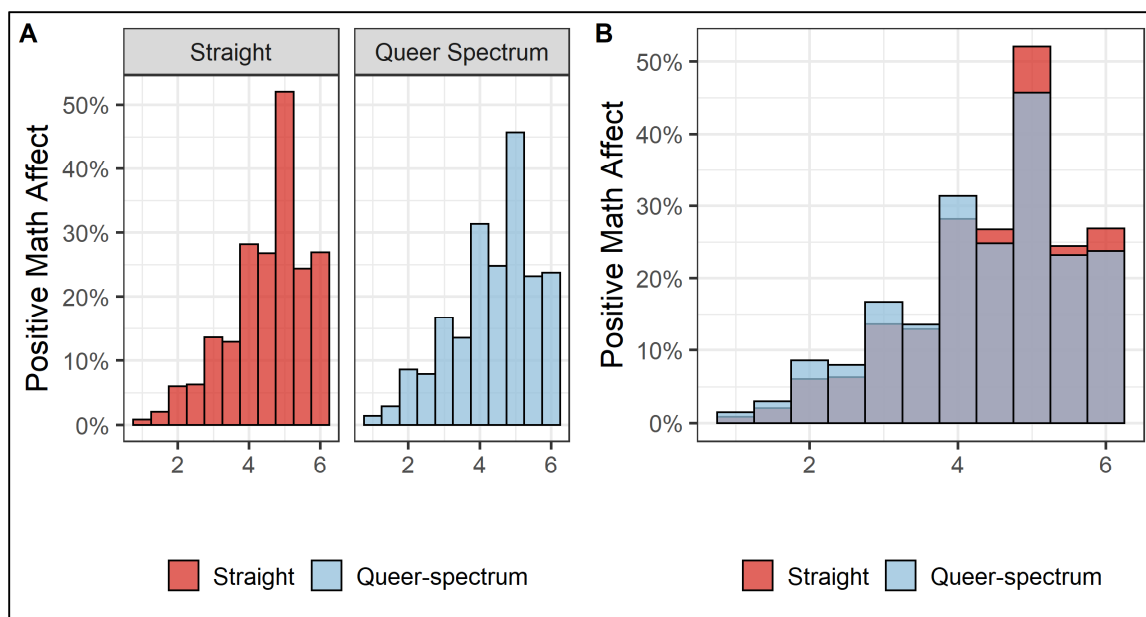 A
Straight
Queer Spectrum
Positive Math Affect
50%
40%
30%
20%
10%
0%
2
4
6
2
4
6
Straight
Queer-spectrum
B
Positive Math Affect
50%
40%
30%
20%
10%
0%
2
4
6
Straight
Queer-spectrum